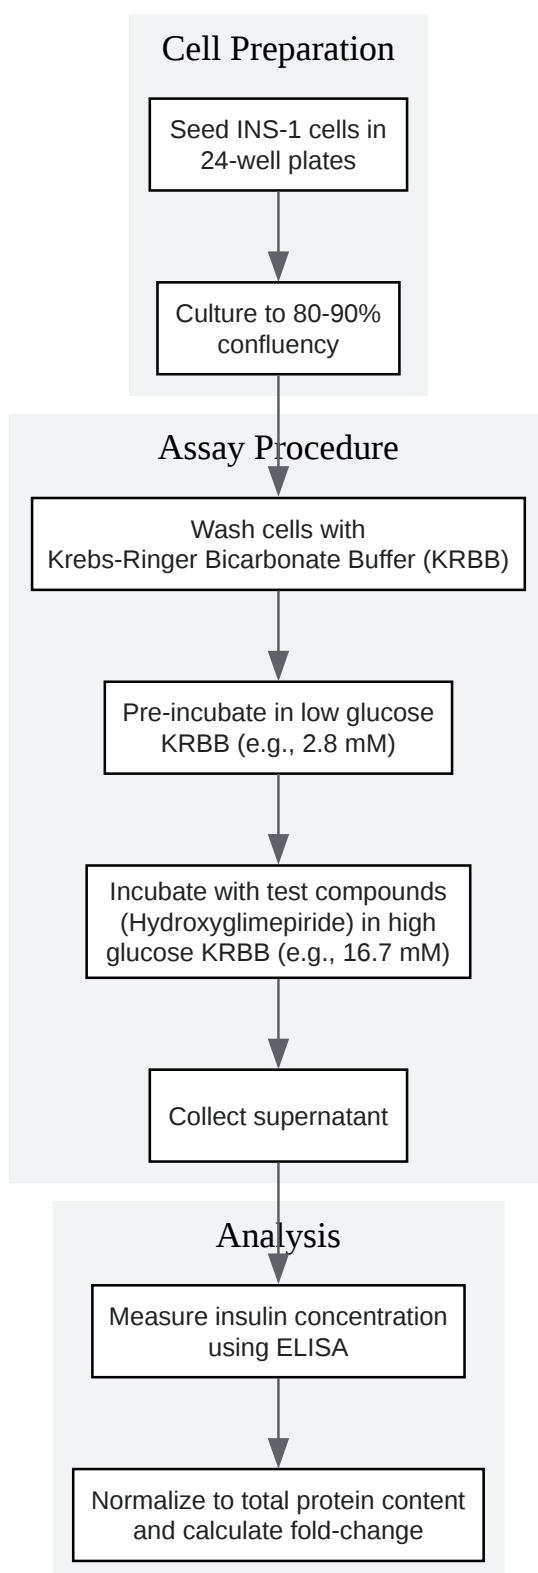 Cell Preparation
Seed INS-1 cells in
24-well plates
Culture to 80-90%
confluency
Assay Procedure
Wash cells with
Krebs-Ringer Bicarbonate Buffer (KRBB)
Pre-incubate in low glucose
KRBB (e.g., 2.8 mM)
Incubate with test compounds
(Hydroxyglimepiride) in high
glucose KRBB (e.g., 16.7 mM)
Collect supernatant
Analysis
Measure insulin concentration
using ELISA
Normalize to total protein content
and calculate fold-change